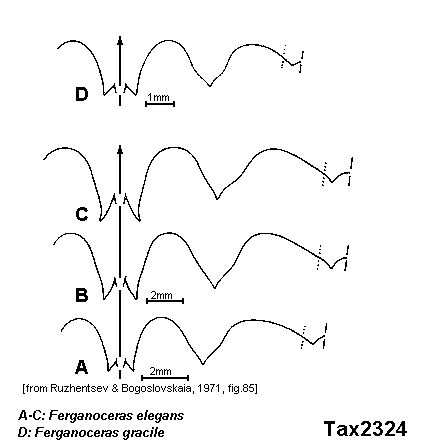 D
1mm
C
B
2mm
A
2mm
[from Ruzhentsev & Bogoslovskaia, 1971, fig.85]
A-C: Ferganoceras elegans
D: Ferganoceras gracile
Tax2324